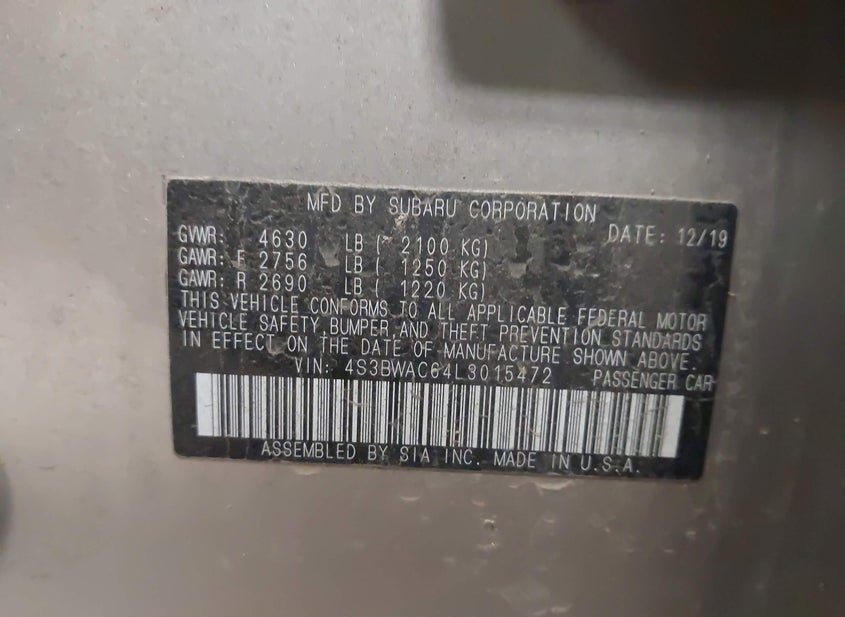 MFD BY SUBARU CORPORATION
DATE: 12/19
GVWR: 4630 LB ( 2100 KG)
GAWR: F 2756 LB ( 1250 KG)
GAWR: R 2690 LB ( 1220 KG)
THIS VEHICLE CONFORMS TO ALL APPLICABLE FEDERAL MOTOR
VEHICLE SAFETY, BUMPER, AND THEFT PREVENTION STANDARDS
IN EFFECT ON THE DATE OF MANUFACTURE SHOWN ABOVE.
VIN: 4S3BWAC64L3015472 PASSENGER CAR
ASSEMBLED BY SIA INC. MADE IN U.S.A.